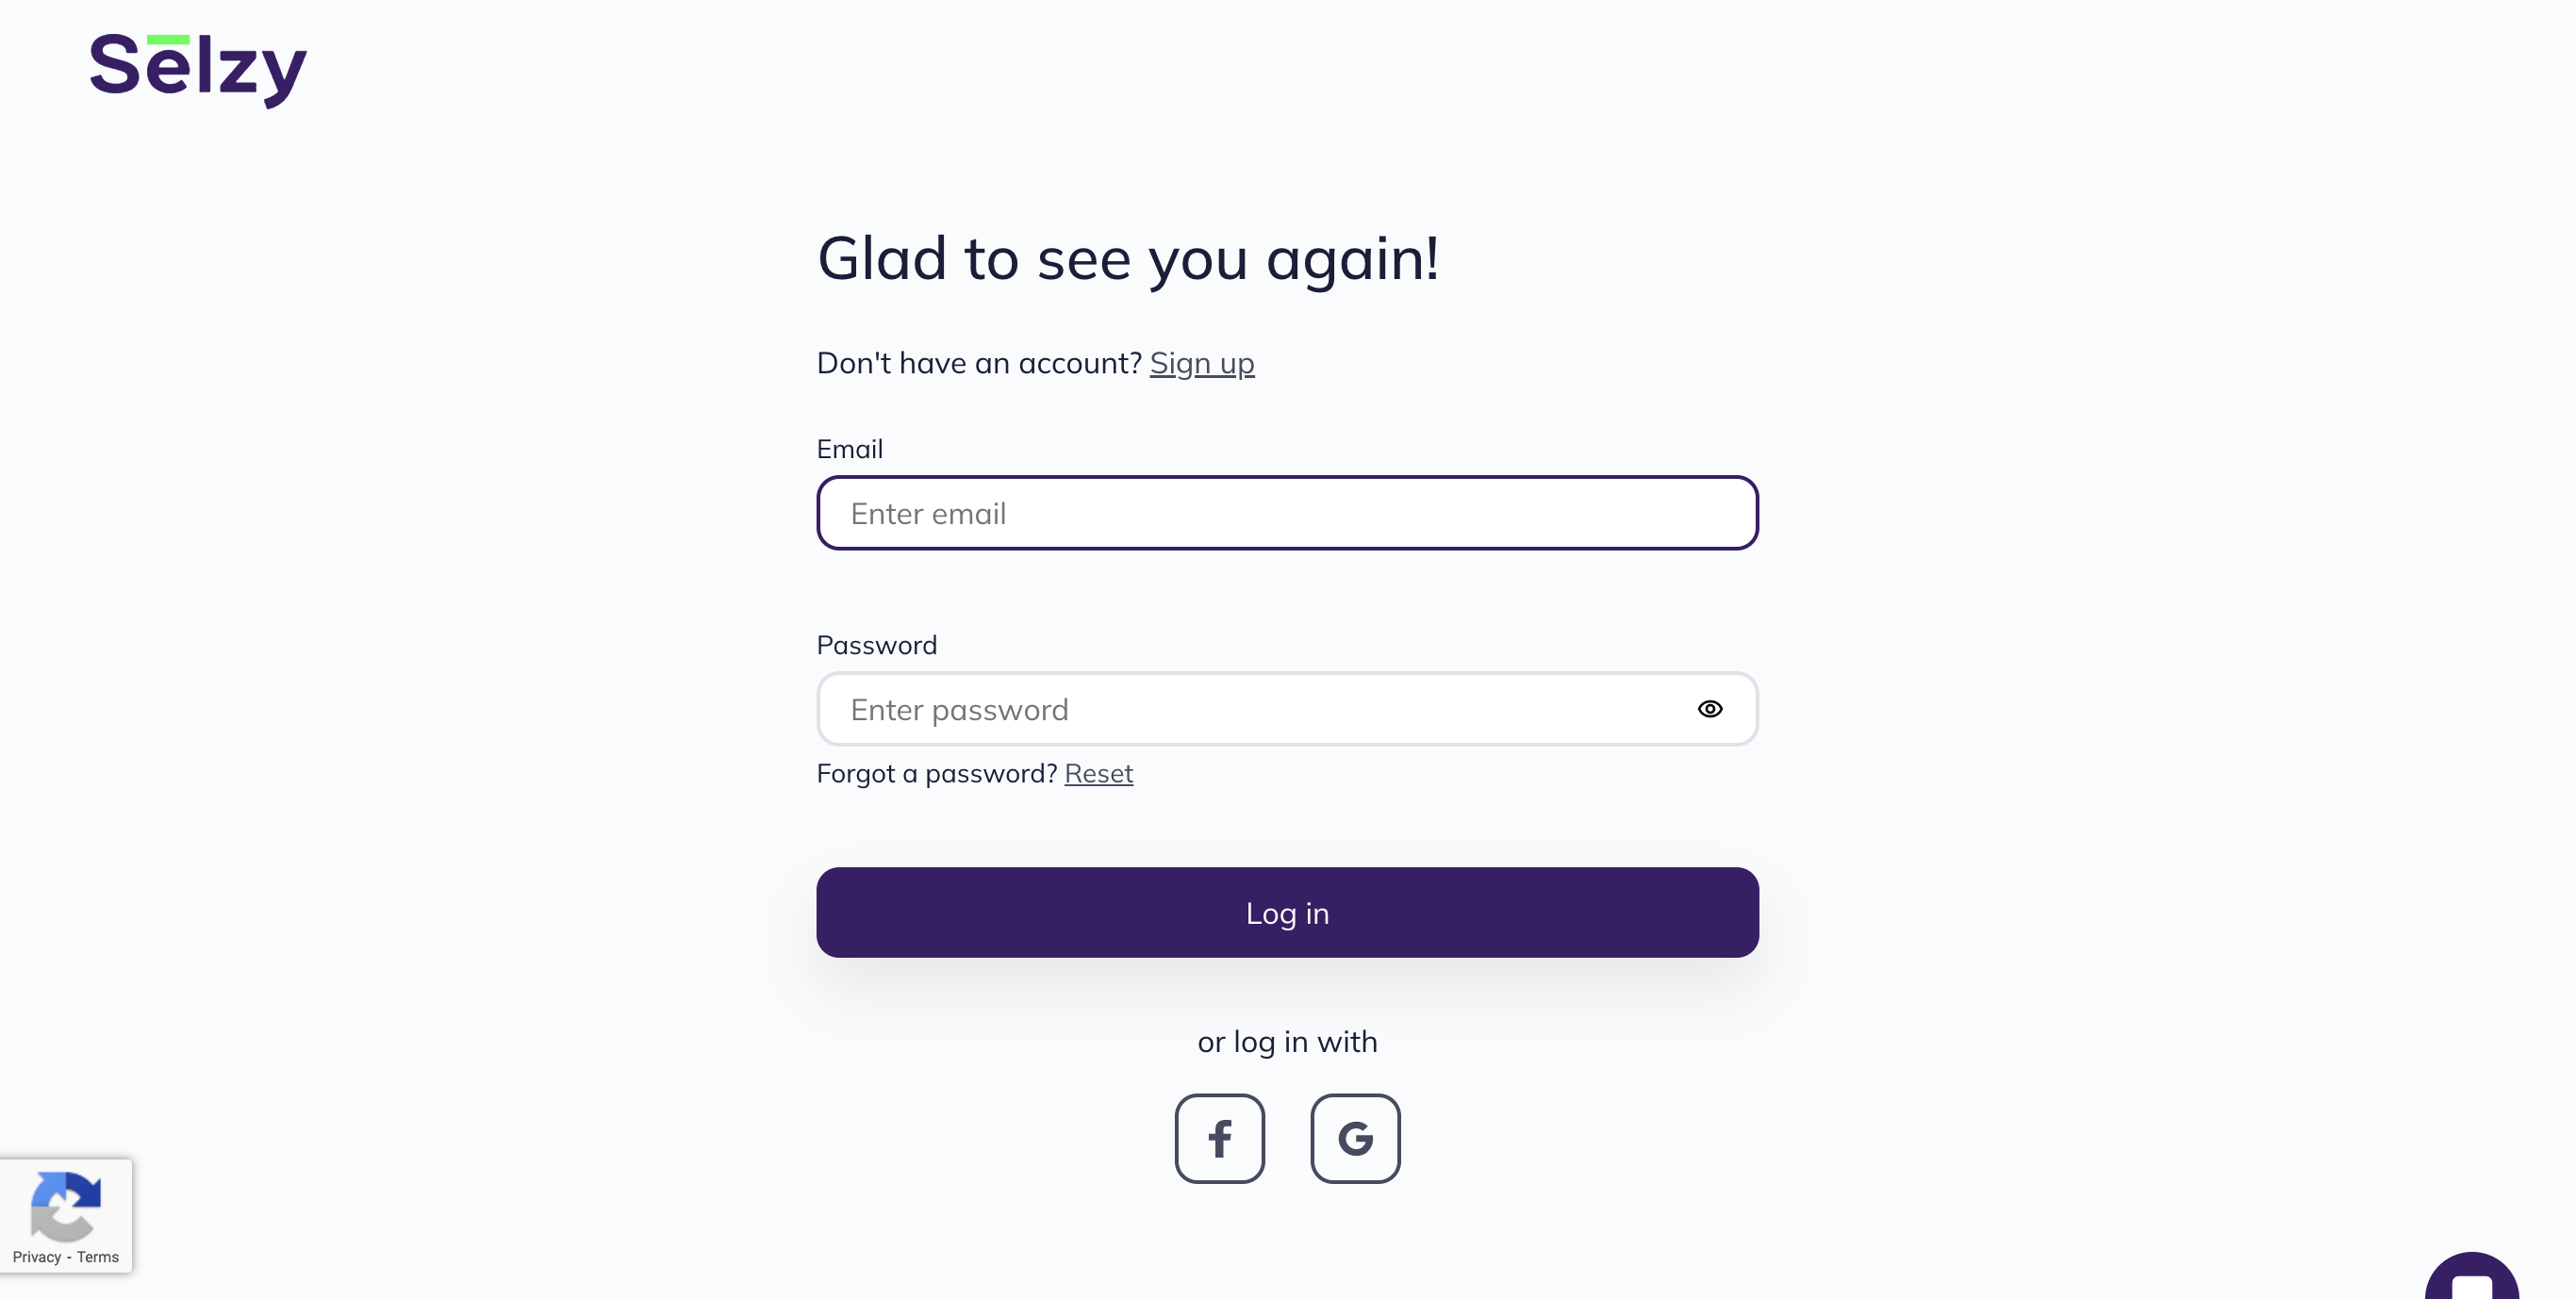 Selzy
Glad to see you again!
Don't have an account? Sign up
Email
Enter email
Password
Enter password
Forgot a password? Reset
Log in
or log in with
Privacy - Terms